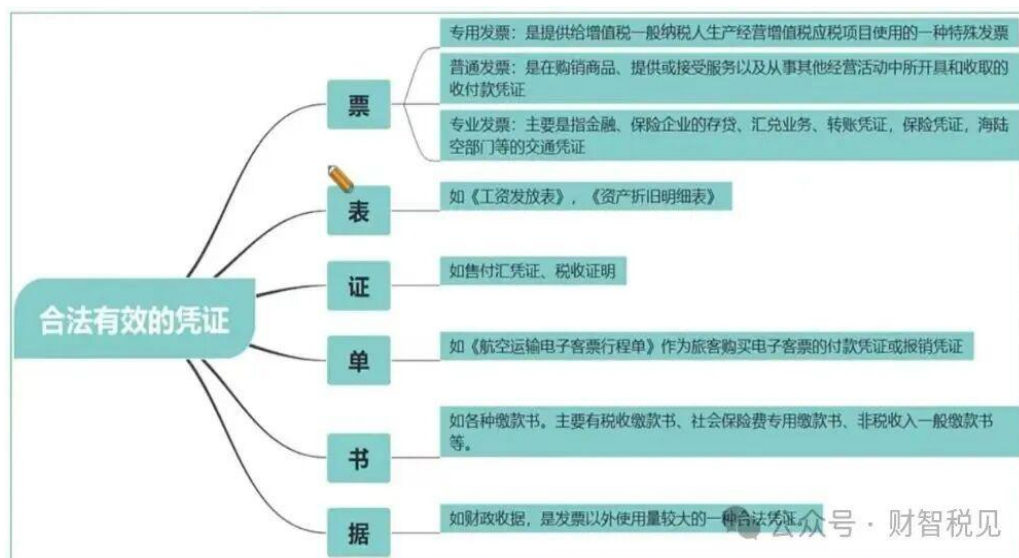 专用发票：是提供给增值税一般纳税人生产经营增值税应税项目使用的一种特殊发票
普通发票：是在购销商品、提供或接受服务以及从事其他经营活动中所开具和收取的
收付款凭证
票
专业发票：主要是指金融、保险企业的存贷、汇兑业务、转账凭证，保险凭证，海陆
空部门等的交通凭证
表
如《工资发放表》，《资产折旧明细表》
证
如售付汇凭证、税收证明
合法有效的凭证
单
如《航空运输电子客票行程单》作为旅客购买电子客票的付款凭证或报销凭证
书
如各种缴款书。主要有税收缴款书、社会保险费专用缴款书、非税收入一般缴款书
等。
据
如财政收据，是发票以外使用量较大的一种合法凭证。
公众号 · 财智税见